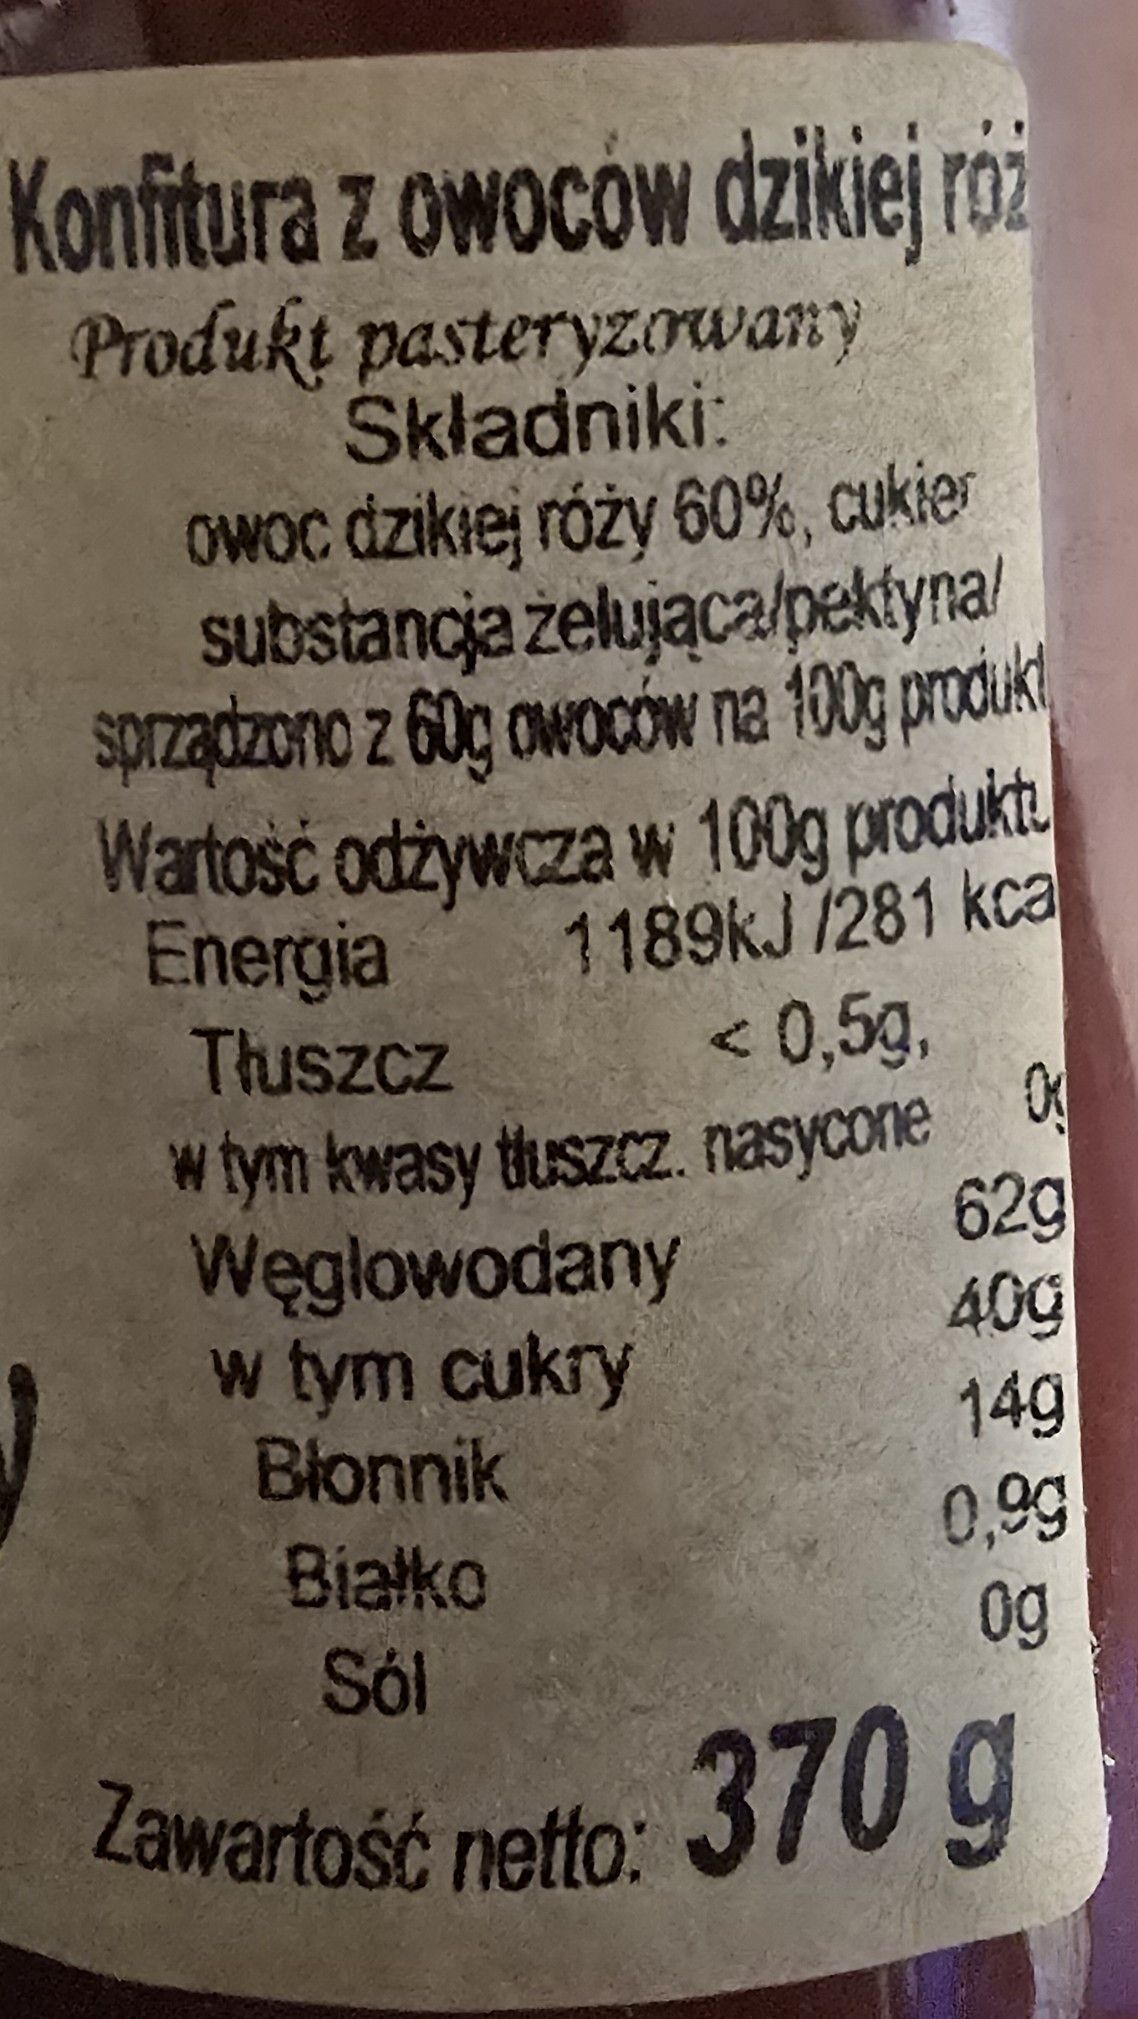 Konfitura z owoców dzikiej róż
Produkt pasteryzowany
Składniki:
owoc dzikiej róży 60%, cukier
substancja żelująca/pektyna/
sprządzono z 60g owoców na 100g produkt
Wartość odżywcza w 100g produktu
Energia 1189kJ /281 kca
Tłuszcz < 0,5g,
w tym kwasy tłuszcz. nasycone 0g
Węglowodany 62g
w tym cukry 40g
Błonnik 14g
Białko 0,9g
Sól 0g
Zawartość netto: 370 g